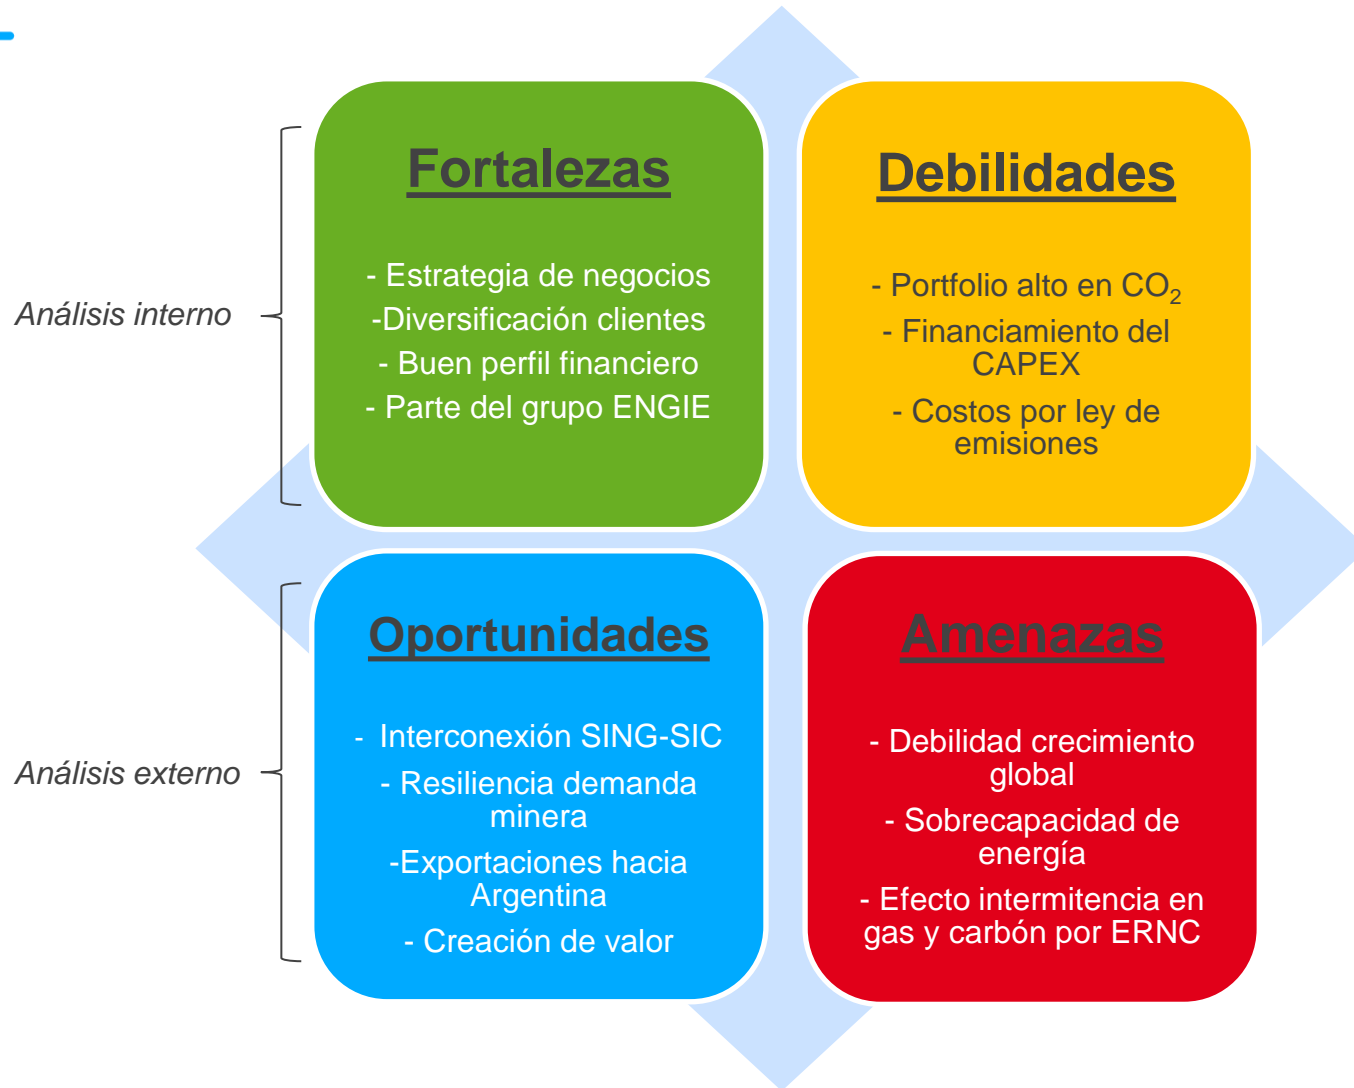 Análisis interno
Fortalezas
- Estrategia de negocios
-Diversificación clientes
- Buen perfil financiero
- Parte del grupo ENGIE
Debilidades
- Portfolio alto en CO₂
- Financiamiento del
CAPEX
- Costos por ley de
emisiones
Análisis externo
Oportunidades
- Interconexión SING-SIC
- Resiliencia demanda
minera
-Exportaciones hacia
Argentina
- Creación de valor
Amenazas
- Debilidad crecimiento
global
- Sobrecapacidad de
energía
- Efecto intermitencia en
gas y carbón por ERNC